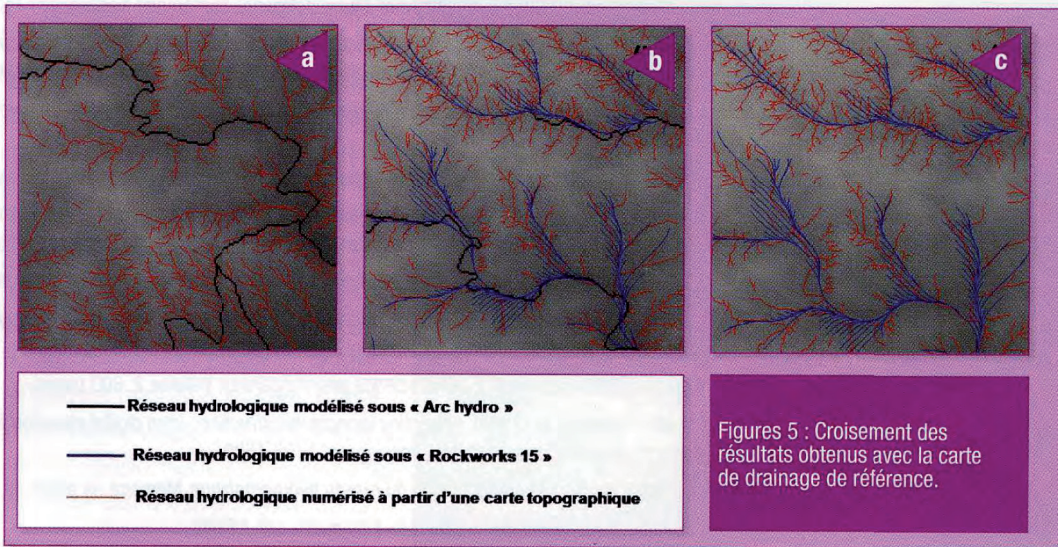 a
b
c
Réseau hydrologique modélisé sous « Arc hydro »
Réseau hydrologique modélisé sous « Rockworks 15 »
Réseau hydrologique numérisé à partir d'une carte topographique
Figures 5 : Croisement des
résultats obtenus avec la carte
de drainage de référence.